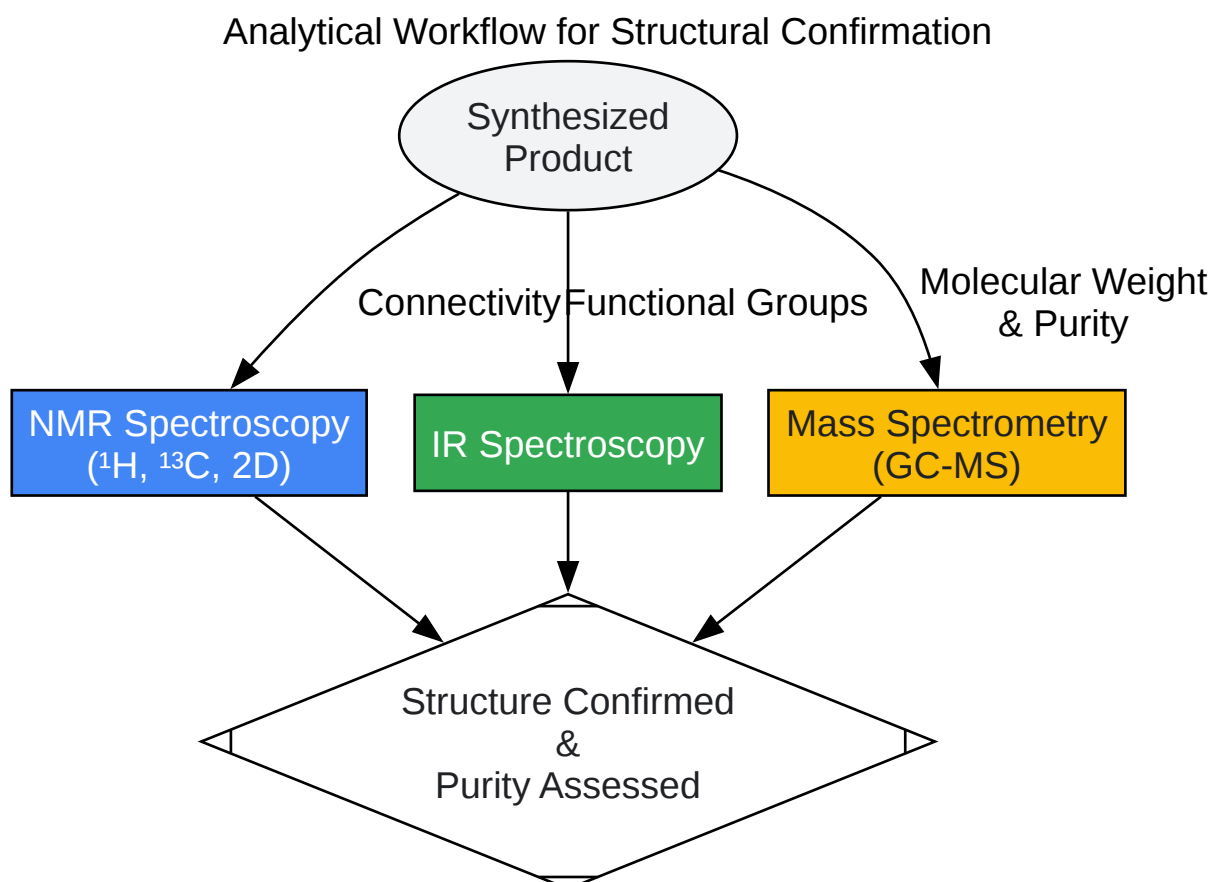 Analytical Workflow for Structural Confirmation
Synthesized
Product
Connectivity
Functional Groups
Molecular Weight
& Purity
NMR Spectroscopy
(¹H, ¹³C, 2D)
IR Spectroscopy
Mass Spectrometry
(GC-MS)
Structure Confirmed
&
Purity Assessed